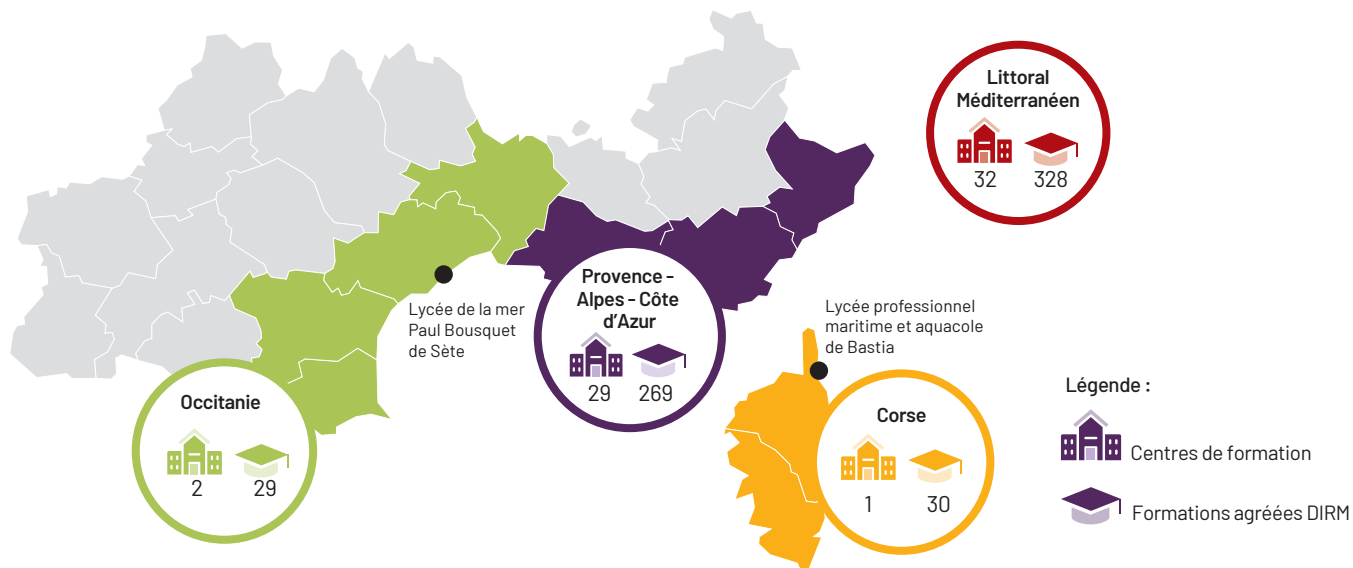 Littoral
Méditerranéen
32 328
Provence -
Alpes - Côte
d'Azur
29 269
Lycée de la mer
Paul Bousquet
de Sète
Lycée professionnel
maritime et aquacole
de Bastia
Occitanie
2 29
Corse
1 30
Légende :
Centres de formation
Formations agréées DIRM